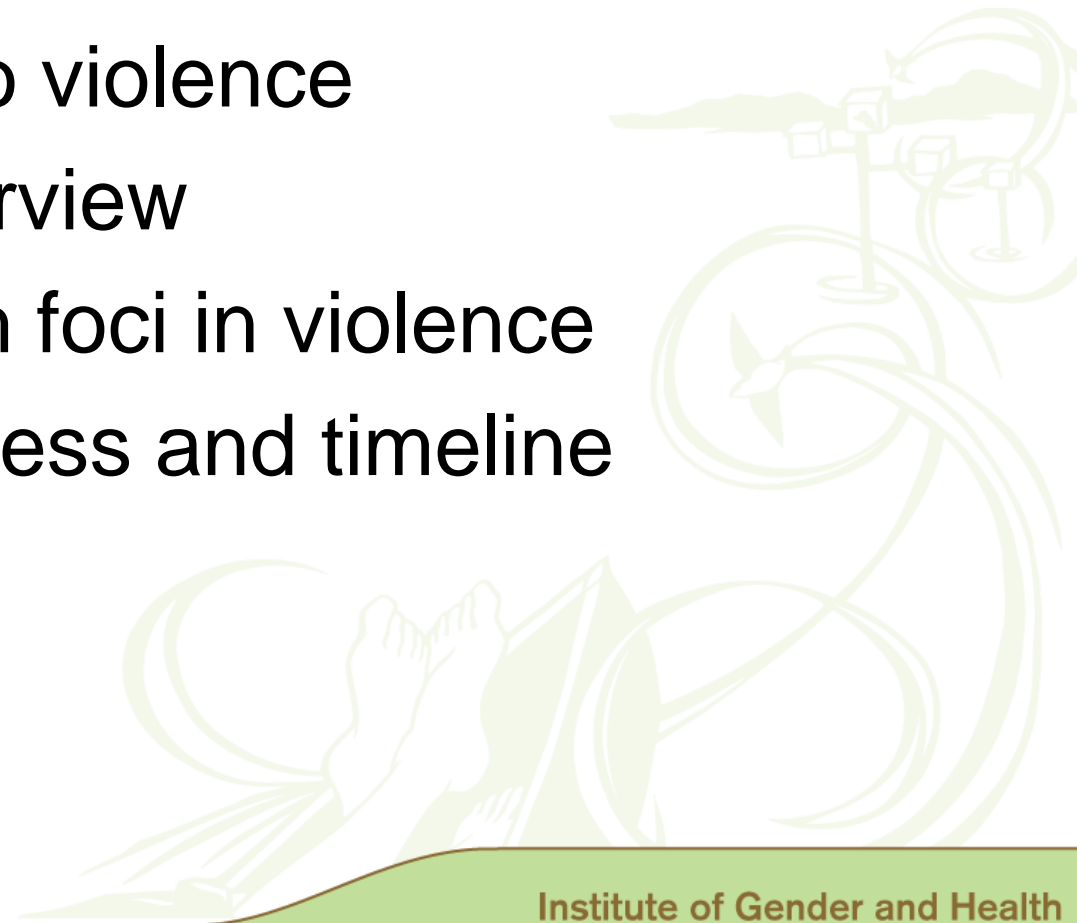 violence
rview
foci in violence
ess and timeline
Institute of Gender and Health